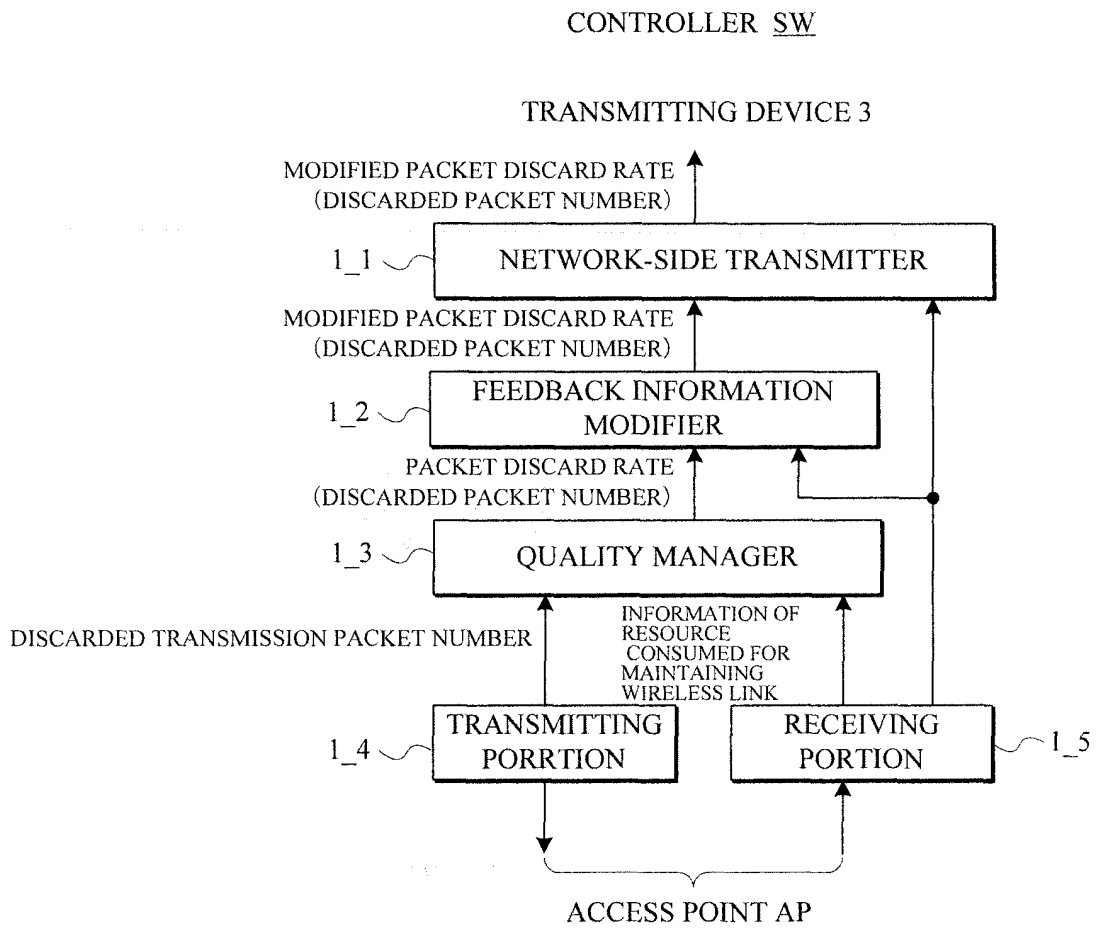 CONTROLLER SW
TRANSMITTING DEVICE 3
MODIFIED PACKET DISCARD RATE
(DISCARDED PACKET NUMBER)
1_1
NETWORK-SIDE TRANSMITTER
MODIFIED PACKET DISCARD RATE
(DISCARDED PACKET NUMBER)
1_2
FEEDBACK INFORMATION
MODIFIER
PACKET DISCARD RATE
(DISCARDED PACKET NUMBER)
1_3
QUALITY MANAGER
DISCARDED TRANSMISSION PACKET NUMBER
INFORMATION OF
RESOURCE
CONSUMED FOR
MAINTAINING
WIRELESS LINK
1_4
TRANSMITTING
PORRTION
RECEIVING
PORTION
1_5
ACCESS POINT AP